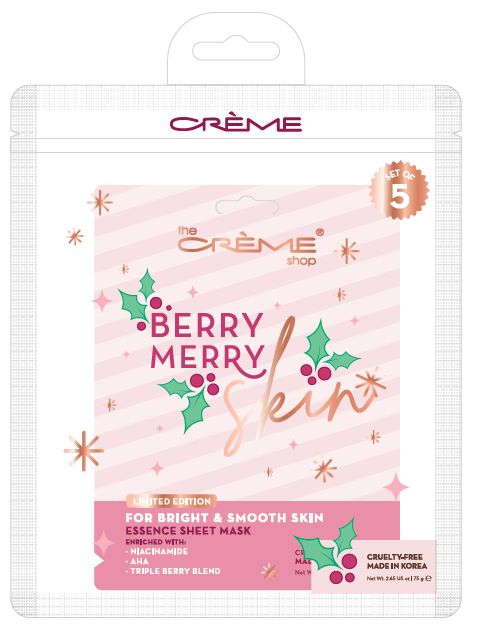 CRÈME
SET OF
5
the
CRÈME®
shop
BERRY
MERRY
skin
LIMITED EDITION
FOR BRIGHT & SMOOTH SKIN
ESSENCE SHEET MASK
ENRICHED WITH:
• NIACINAMIDE
• AHA
• TRIPLE BERRY BLEND
CRUELTY-FREE
MADE IN KOREA
Net Wt. 2.65 US oz | 75 g e